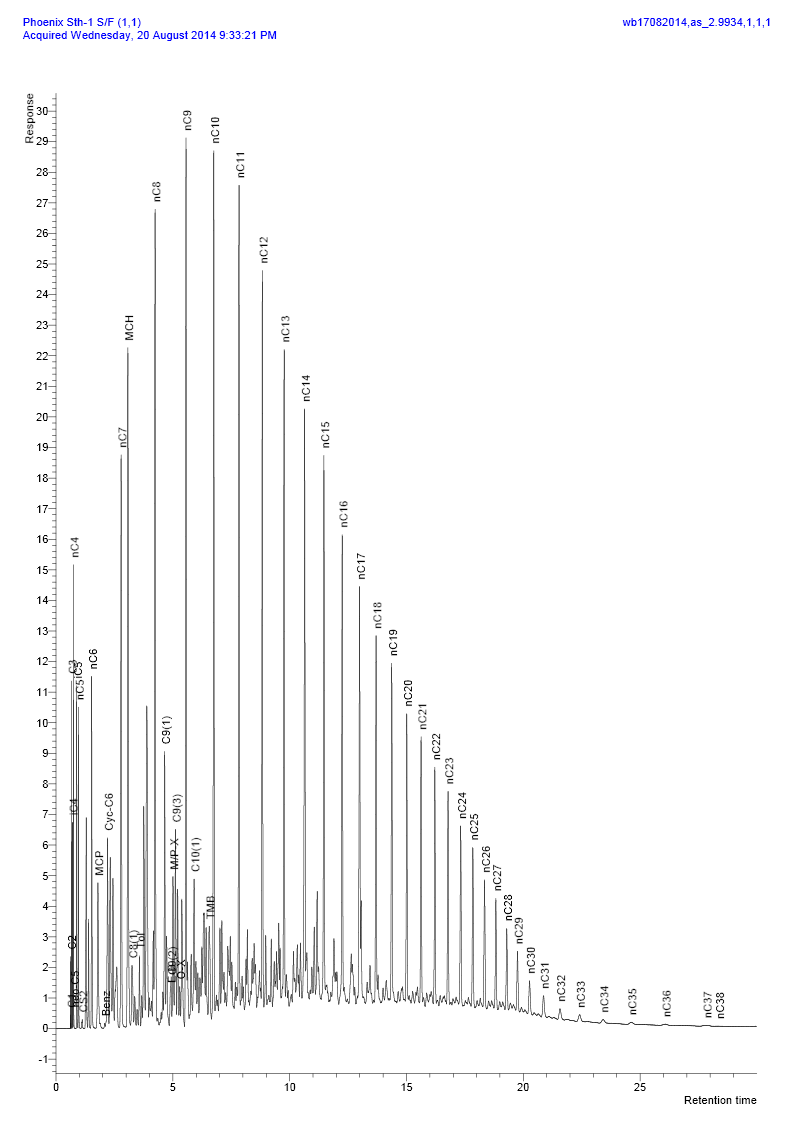 Phoenix Sth-1 S/F (1,1)
wb17082014,as_2.9934,1,1,1
Acquired Wednesday, 20 August 2014 9:33:21 PM
Response
30
29
28
27
26
25
24
23
22
21
20
19
18
17
16
15
14
13
12
11
10
9
8
7
6
5
4
3
2
1
0
-1
C2
C3
iC4
nC4
iC5
nC5
CS2
nC6
MCP
Benz
Cyc-C6
nC7
MCH
C8(1)
Tol
nC8
C9(1)
M/P-X
C9(3)
O-X
nC9
C10(1)
TMB
nC10
nC11
nC12
nC13
nC14
nC15
nC16
nC17
nC18
nC19
nC20
nC21
nC22
nC23
nC24
nC25
nC26
nC27
nC28
nC29
nC30
nC31
nC32
nC33
nC34
nC35
nC36
nC37
nC38
0
5
10
15
20
25
Retention time